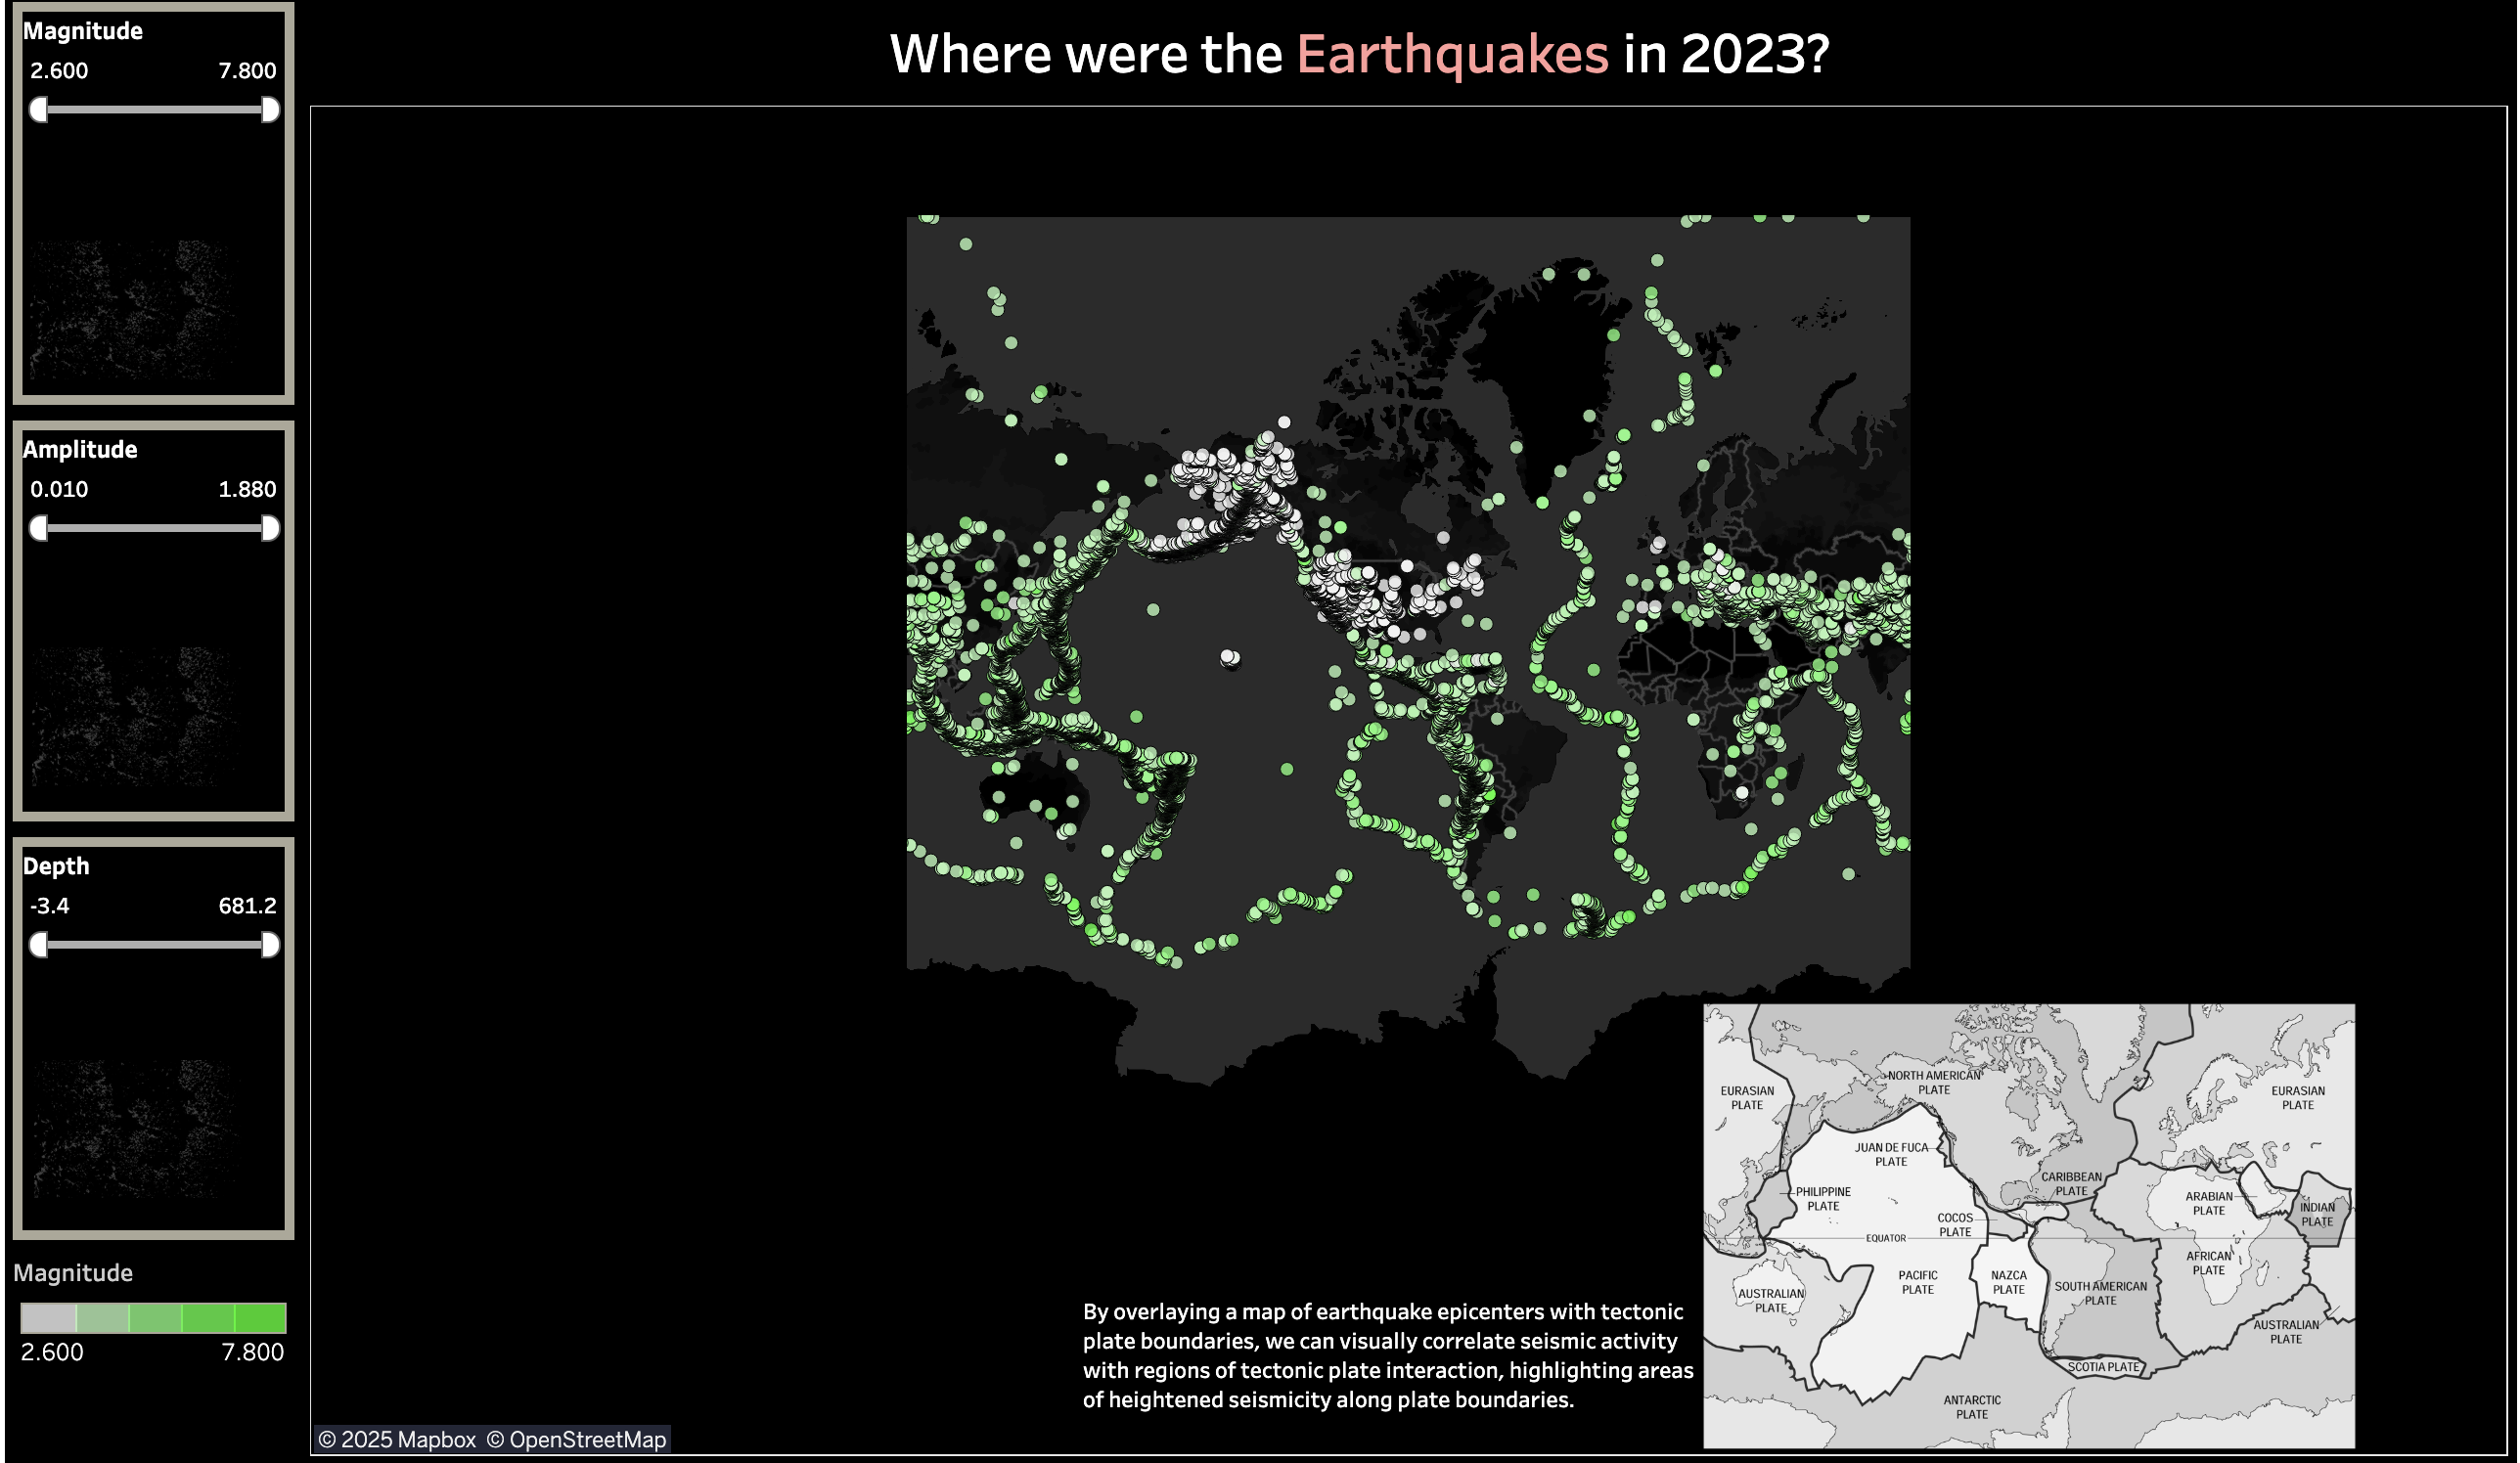 Where were the Earthquakes in 2023?
Magnitude
2.600 7.800
Amplitude
0.010 1.880
Depth
-3.4 681.2
Magnitude
2.600 7.800
NORTH AMERICAN
PLATE
EURASIAN
PLATE
EURASIAN
PLATE
JUAN DE FUCA
PLATE
CARIBBEAN
PLATE
PHILIPPINE
PLATE
ARABIAN
PLATE
INDIAN
PLATE
COCOS
PLATE
EQUATOR
AFRICAN
PLATE
PACIFIC
PLATE
NAZCA
PLATE
SOUTH AMERICAN
PLATE
AUSTRALIAN
PLATE
AUSTRALIAN
PLATE
SCOTIA PLATE
ANTARCTIC
PLATE
By overlaying a map of earthquake epicenters with tectonic
plate boundaries, we can visually correlate seismic activity
with regions of tectonic plate interaction, highlighting areas
of heightened seismicity along plate boundaries.
© 2025 Mapbox © OpenStreetMap